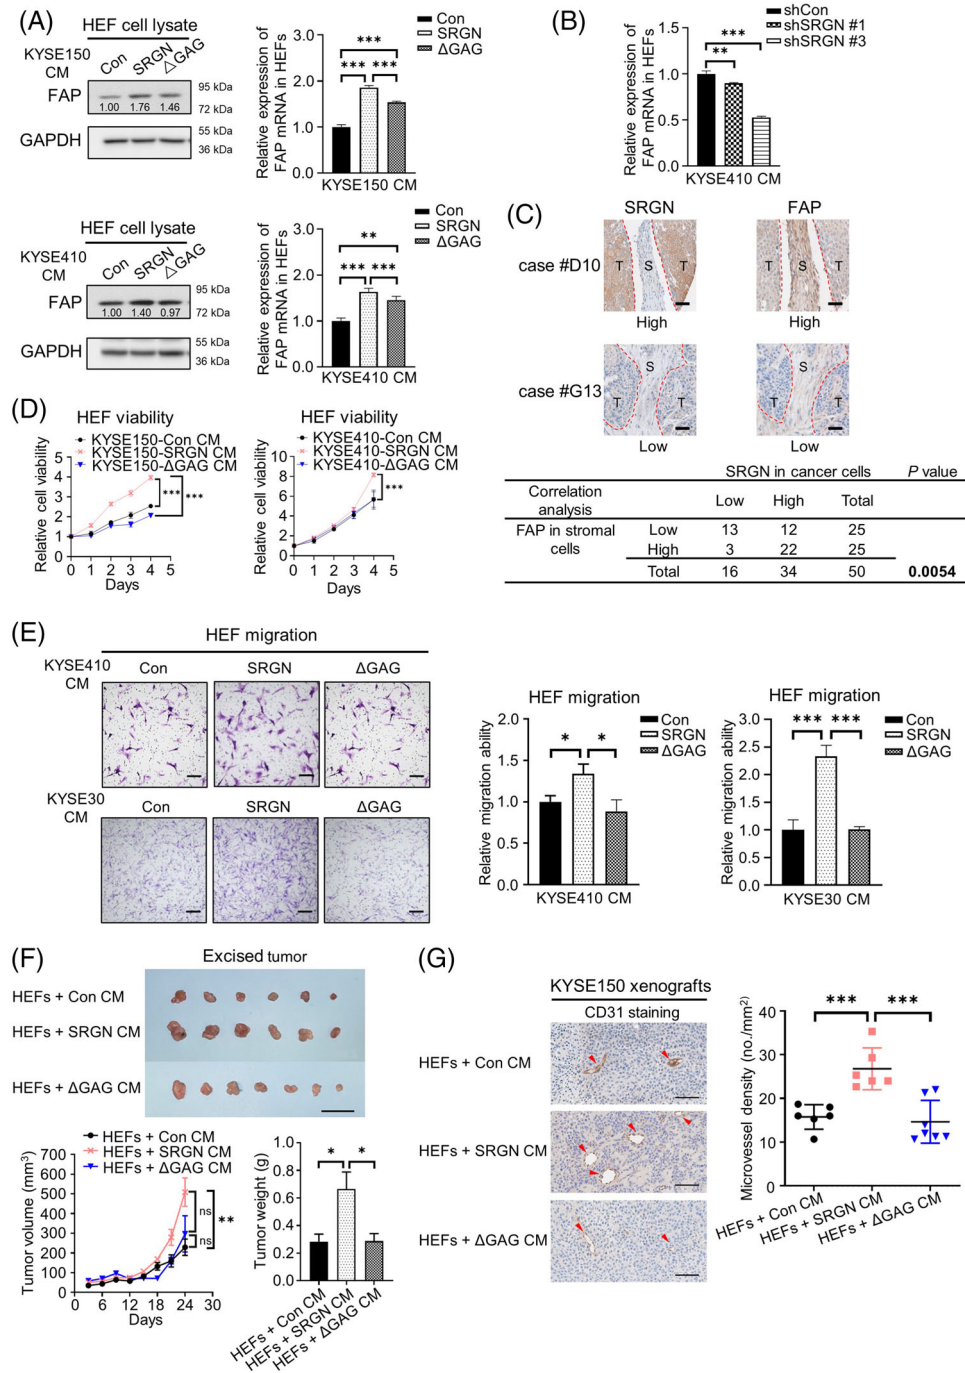 (A)
HEF cell lysate
KYSE150
CM
Con
SRGN
△GAG
FAP
1.00 1.76 1.46
95 kDa
72 kDa
GAPDH
55 kDa
36 kDa
Relative expression of
FAP mRNA in HEFs
3.0
2.0
1.0
0.0
***
*** ***
Con
SRGN
ΔGAG
KYSE150 CM
HEF cell lysate
KYSE410
CM
Con
SRGN
△GAG
FAP
1.00 1.40 0.97
95 kDa
72 kDa
GAPDH
55 kDa
36 kDa
Relative expression of
FAP mRNA in HEFs
3.0
2.0
1.0
0.0
**
*** ***
Con
SRGN
ΔGAG
KYSE410 CM
(B)
shCon
shSRGN #1
shSRGN #3
Relative expression of
FAP mRNA in HEFs
1.5
1.0
0.5
0.0
***
**
KYSE410 CM
(C)
SRGN
FAP
case #D10
T S T
T S T
High
High
case #G13
S
T T
S
T T
Low
Low
SRGN in cancer cells P value
Correlation
analysis
Low High Total
FAP in stromal
cells
Low 13 12 25
High 3 22 25
Total 16 34 50 0.0054
(D)
HEF viability
KYSE150-Con CM
KYSE150-SRGN CM
KYSE150-ΔGAG CM
Relative cell viability
5
4
3
2
1
0
***
***
0 1 2 3 4 5
Days
HEF viability
KYSE410-Con CM
KYSE410-SRGN CM
KYSE410-ΔGAG CM
Relative cell viability
10
8
6
4
2
0
***
0 1 2 3 4 5
Days
(E)
HEF migration
KYSE410
CM
Con
SRGN
ΔGAG
KYSE30
CM
Con
SRGN
ΔGAG
HEF migration
Relative migration ability
2.0
1.5
1.0
0.5
0.0
* *
Con
SRGN
ΔGAG
KYSE410 CM
HEF migration
Relative migration ability
3.0
2.5
2.0
1.5
1.0
0.5
0.0
*** ***
Con
SRGN
ΔGAG
KYSE30 CM
(F)
Excised tumor
HEFs + Con CM
HEFs + SRGN CM
HEFs + ΔGAG CM
HEFs + Con CM
HEFs + SRGN CM
HEFs + ΔGAG CM
Tumor volume (mm³)
700
600
500
400
300
200
100
0
ns
ns
**
0 6 12 18 24 30
Days
Tumor weight (g)
1.0
0.8
0.6
0.4
0.2
0.0
* *
HEFs + Con CM
HEFs + SRGN CM
HEFs + ΔGAG CM
(G)
KYSE150 xenografts
CD31 staining
HEFs + Con CM
HEFs + SRGN CM
HEFs + ΔGAG CM
Microvessel density (no./mm²)
40
30
20
10
0
*** ***
HEFs + Con CM
HEFs + SRGN CM
HEFs + ΔGAG CM